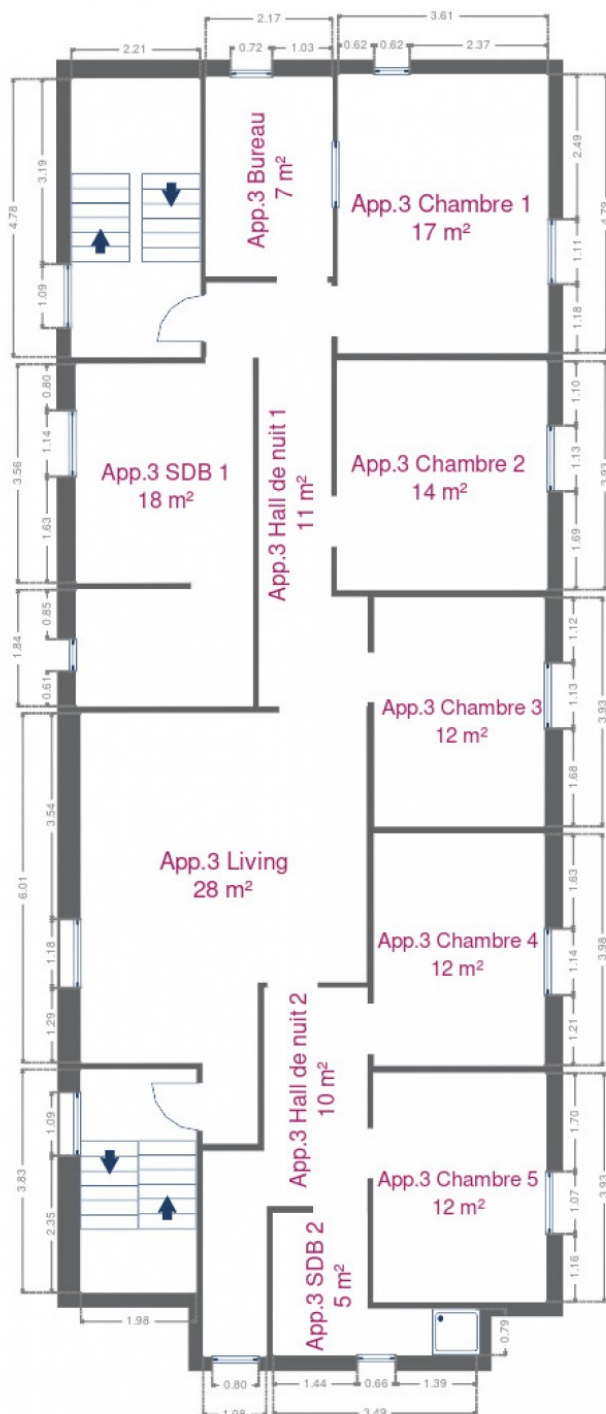 2.17
3.61
2.21
0.72
1.03
0.62
0.62
2.37
4.78
3.19
1.09
App.3 Bureau
7 m²
App.3 Chambre 1
17 m²
2.49
1.11
1.18
4.79
3.56
0.80
1.14
1.63
App.3 SDB 1
18 m²
App.3 Hall de nuit 1
11 m²
App.3 Chambre 2
14 m²
1.10
1.13
1.69
3.93
1.84
0.85
0.61
App.3 Chambre 3
12 m²
1.12
1.13
1.68
3.93
6.01
3.54
1.18
1.29
App.3 Living
28 m²
App.3 Chambre 4
12 m²
1.63
1.14
1.21
3.98
App.3 Hall de nuit 2
10 m²
3.83
1.09
2.35
App.3 Chambre 5
12 m²
1.70
1.07
1.16
3.93
App.3 SDB 2
5 m²
1.98
0.79
0.80
1.44
0.66
1.39
1.08
3.49